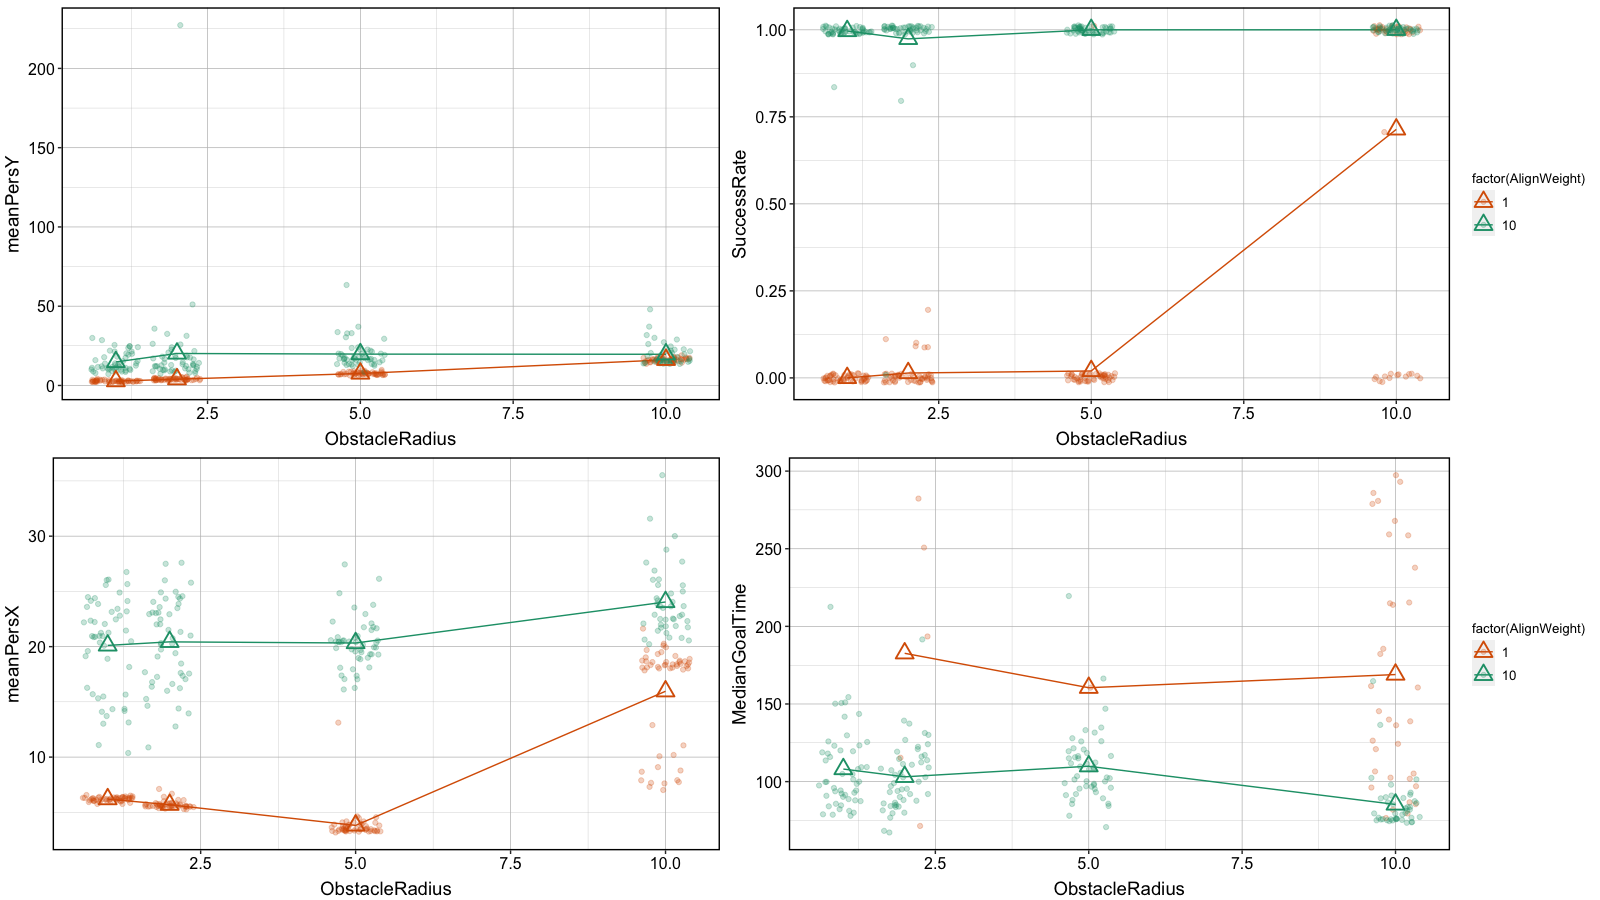 meanPersY
200
150
100
50
0
2.5 5.0 7.5 10.0
ObstacleRadius
SuccessRate
1.00
0.75
0.50
0.25
0.00
2.5 5.0 7.5 10.0
ObstacleRadius
factor(AlignWeight)
1
10
meanPersX
30
20
10
2.5 5.0 7.5 10.0
ObstacleRadius
MedianGoalTime
300
250
200
150
100
2.5 5.0 7.5 10.0
ObstacleRadius
factor(AlignWeight)
1
10